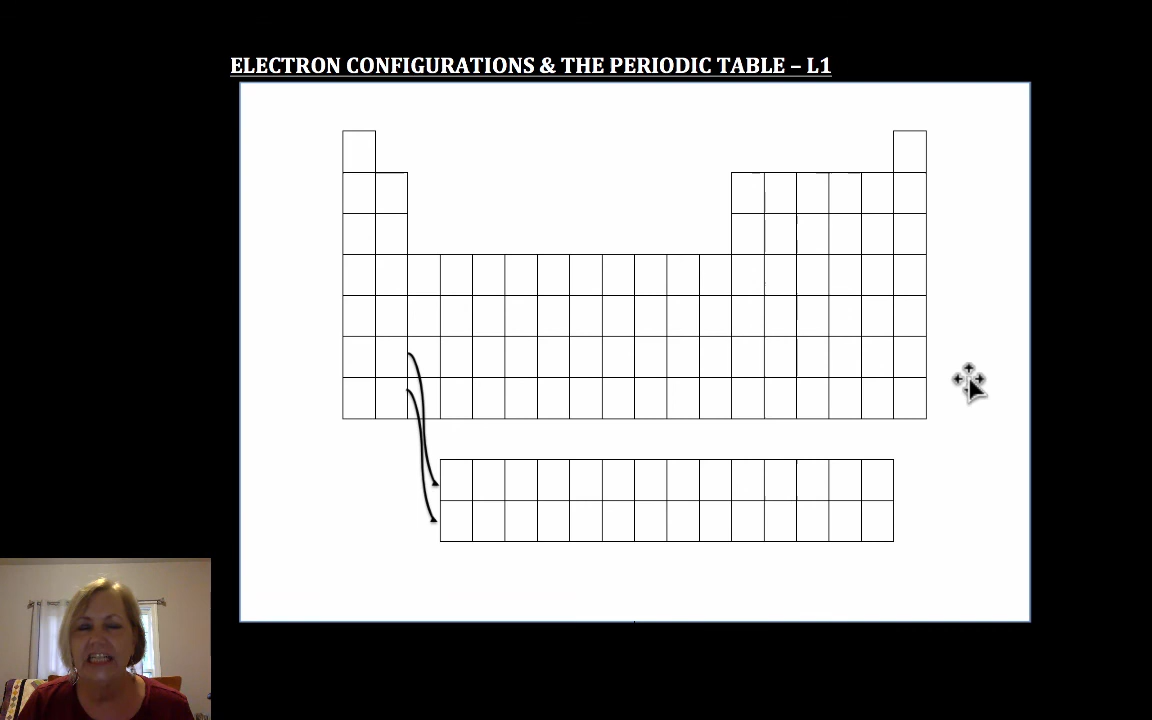 ELECTRON CONFIGURATIONS & THE PERIODIC TABLE – L1